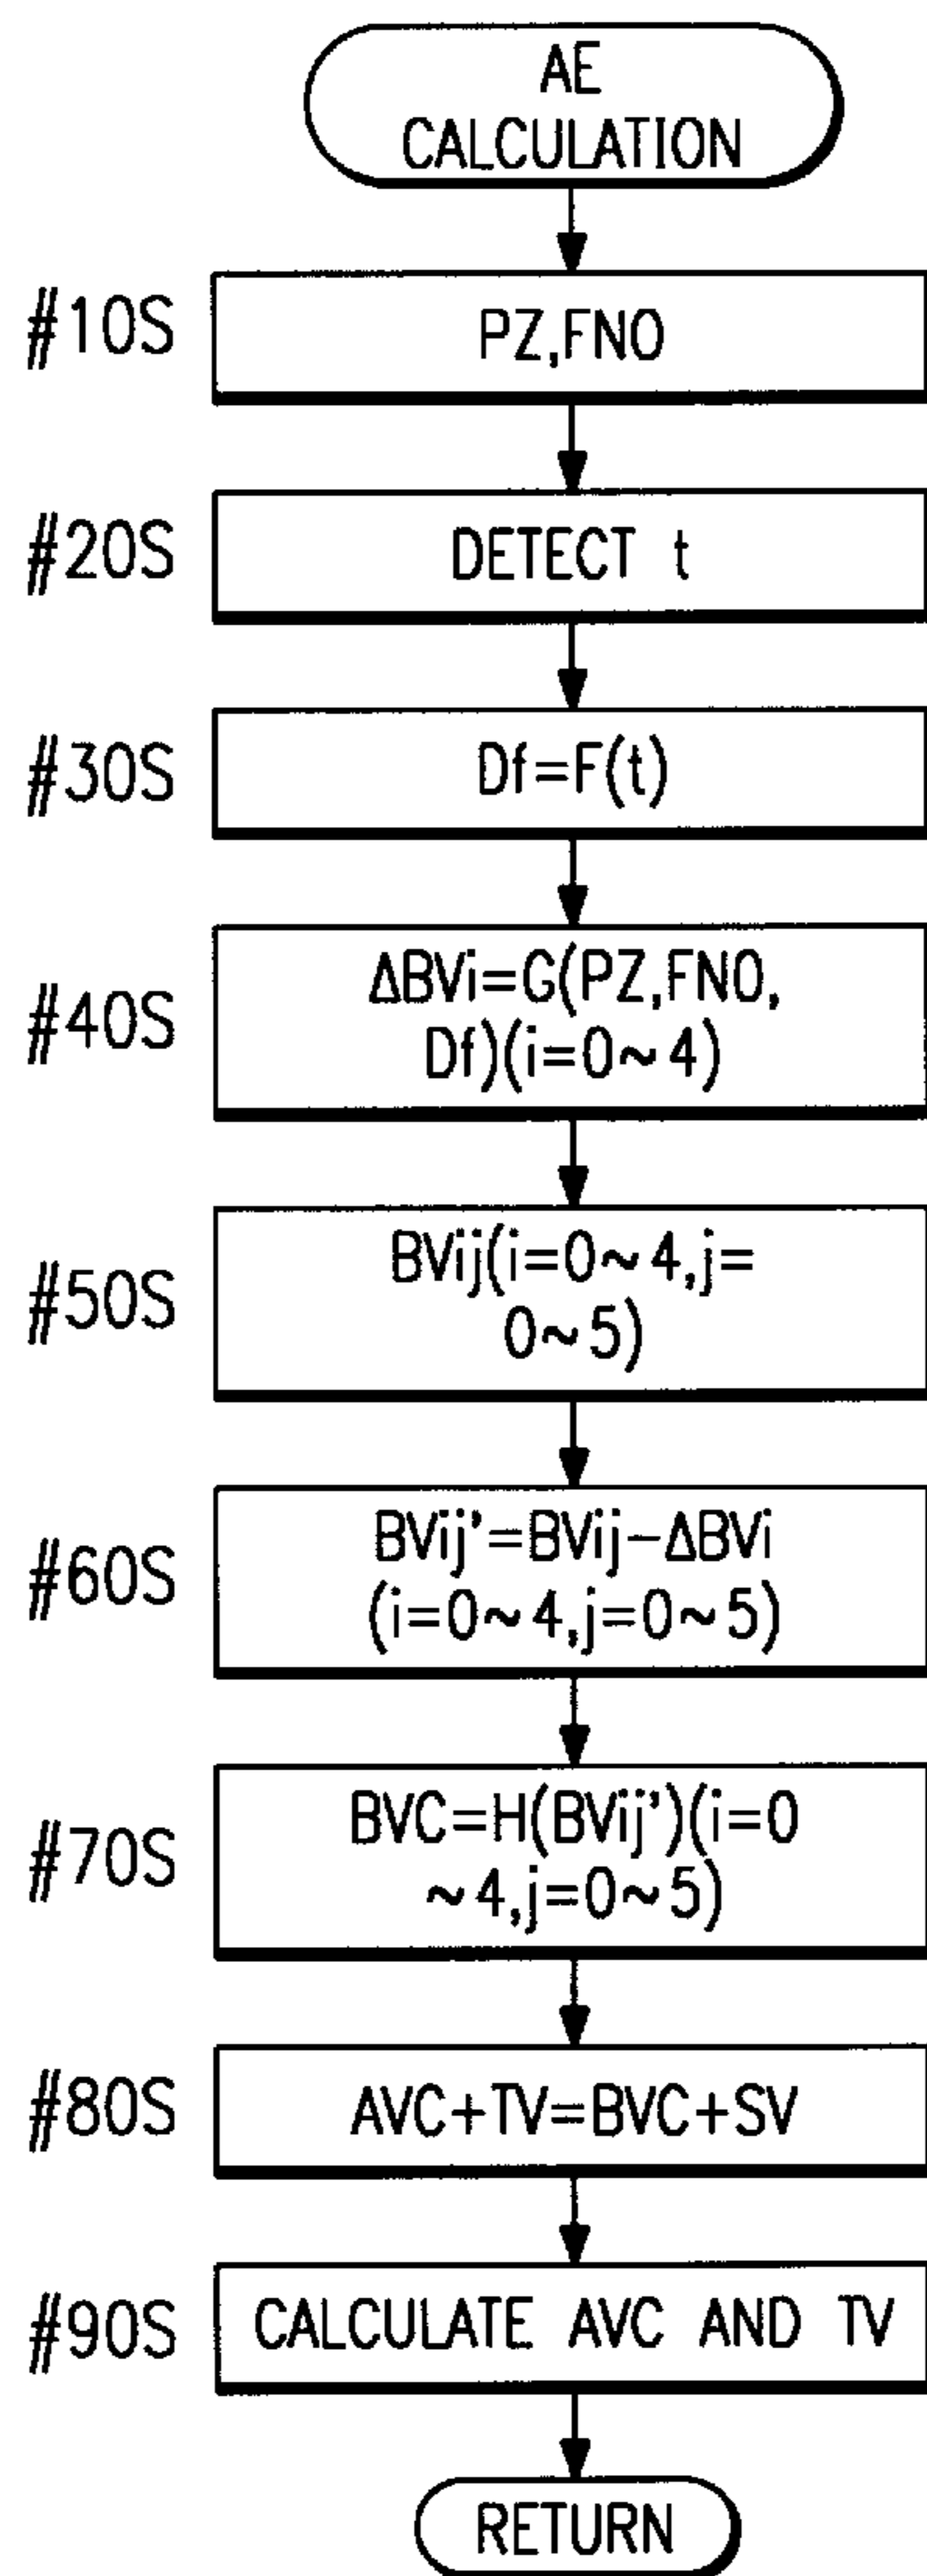 AE
CALCULATION
#10S
PZ,FNO
#20S
DETECT t
#30S
Df=F(t)
#40S
ΔBVi=G(PZ,FNO,
Df)(i=0~4)
#50S
BVij(i=0~4,j=
0~5)
#60S
BVij'=BVij-ΔBVi
(i=0~4,j=0~5)
#70S
BVC=H(BVij')(i=0
~4,j=0~5)
#80S
AVC+TV=BVC+SV
#90S
CALCULATE AVC AND TV
RETURN